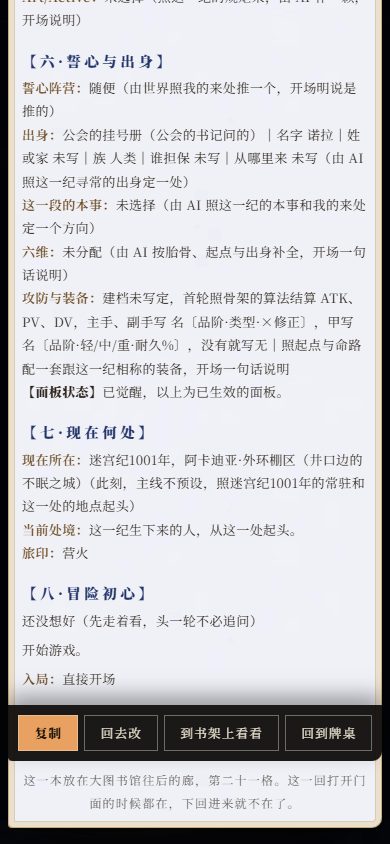 开场明说）
【六·誓心与出身】
誓心阵营：随便（由世界照我的来处推一个，开场明说是
推的）
出身：公会的挂号册（公会的书记问的）｜名字 诺拉｜姓
或家 未写｜族 人类｜谁担保 未写｜从哪里来 未写（由 AI
照这一纪寻常的出身定一处）
这一段的本事：未选择（由 AI 照这一纪的本事和我的来处
定一个方向）
六维：未分配（由 AI 按胎骨、起点与出身补全，开场一句
话说明）
攻防与装备：建档未写定，首轮照骨架的算法结算 ATK、
PV、DV，主手、副手写 名〔品阶·类型·×修正〕，甲写
名〔品阶·轻/中/重·耐久%〕，没有就写无｜照起点与命路
配一套跟这一纪相称的装备，开场一句话说明
【面板状态】已觉醒，以上为已生效的面板。
【七·现在何处】
现在所在：迷宫纪1001年，阿卡迪亚·外环棚区（井口边的
不眠之城）（此刻，主线不预设，照迷宫纪1001年的常驻和
这一处的地点起头）
当前处境：这一纪生下来的人，从这一处起头。
旅印：营火
【八·冒险初心】
还没想好（先走着看，头一轮不必追问）
开始游戏。
入局：直接开场
复制 回去改 到书架上看看 回到牌桌
这一本放在大图书馆往后的廊，第二十一格。这一回打开门
面的时候都在，下回进来就不在了。